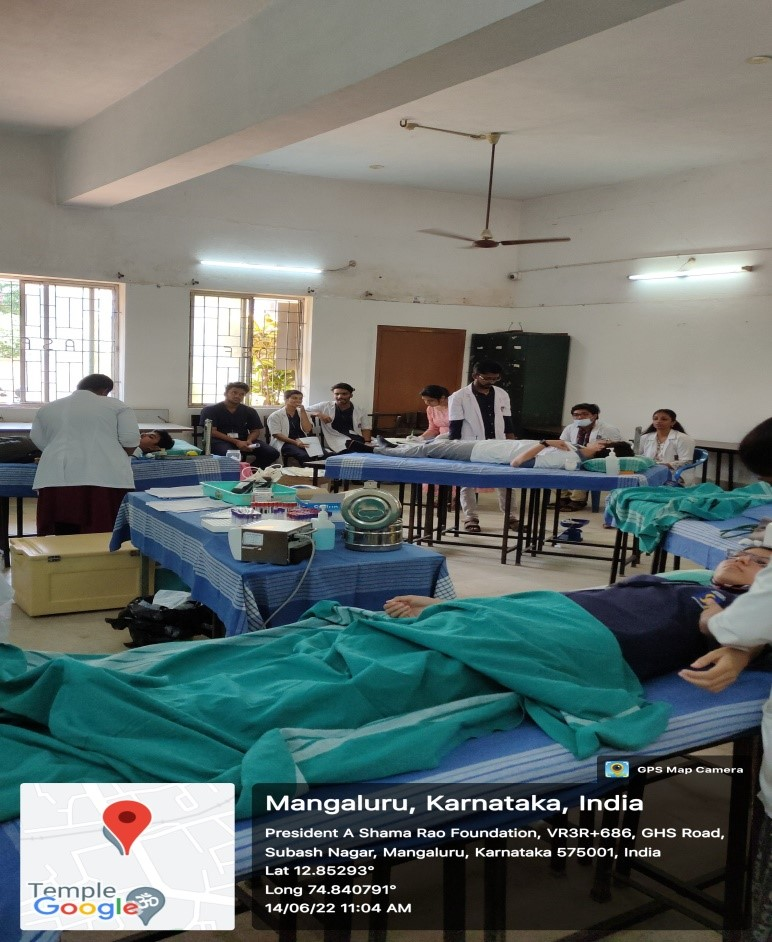 GPS Map Camera
Mangaluru, Karnataka, India
President A Shama Rao Foundation, VR3R+686, GHS Road,
Subash Nagar, Mangaluru, Karnataka 575001, India
Lat 12.85293°
Long 74.840791°
14/06/22 11:04 AM
Temple
Google